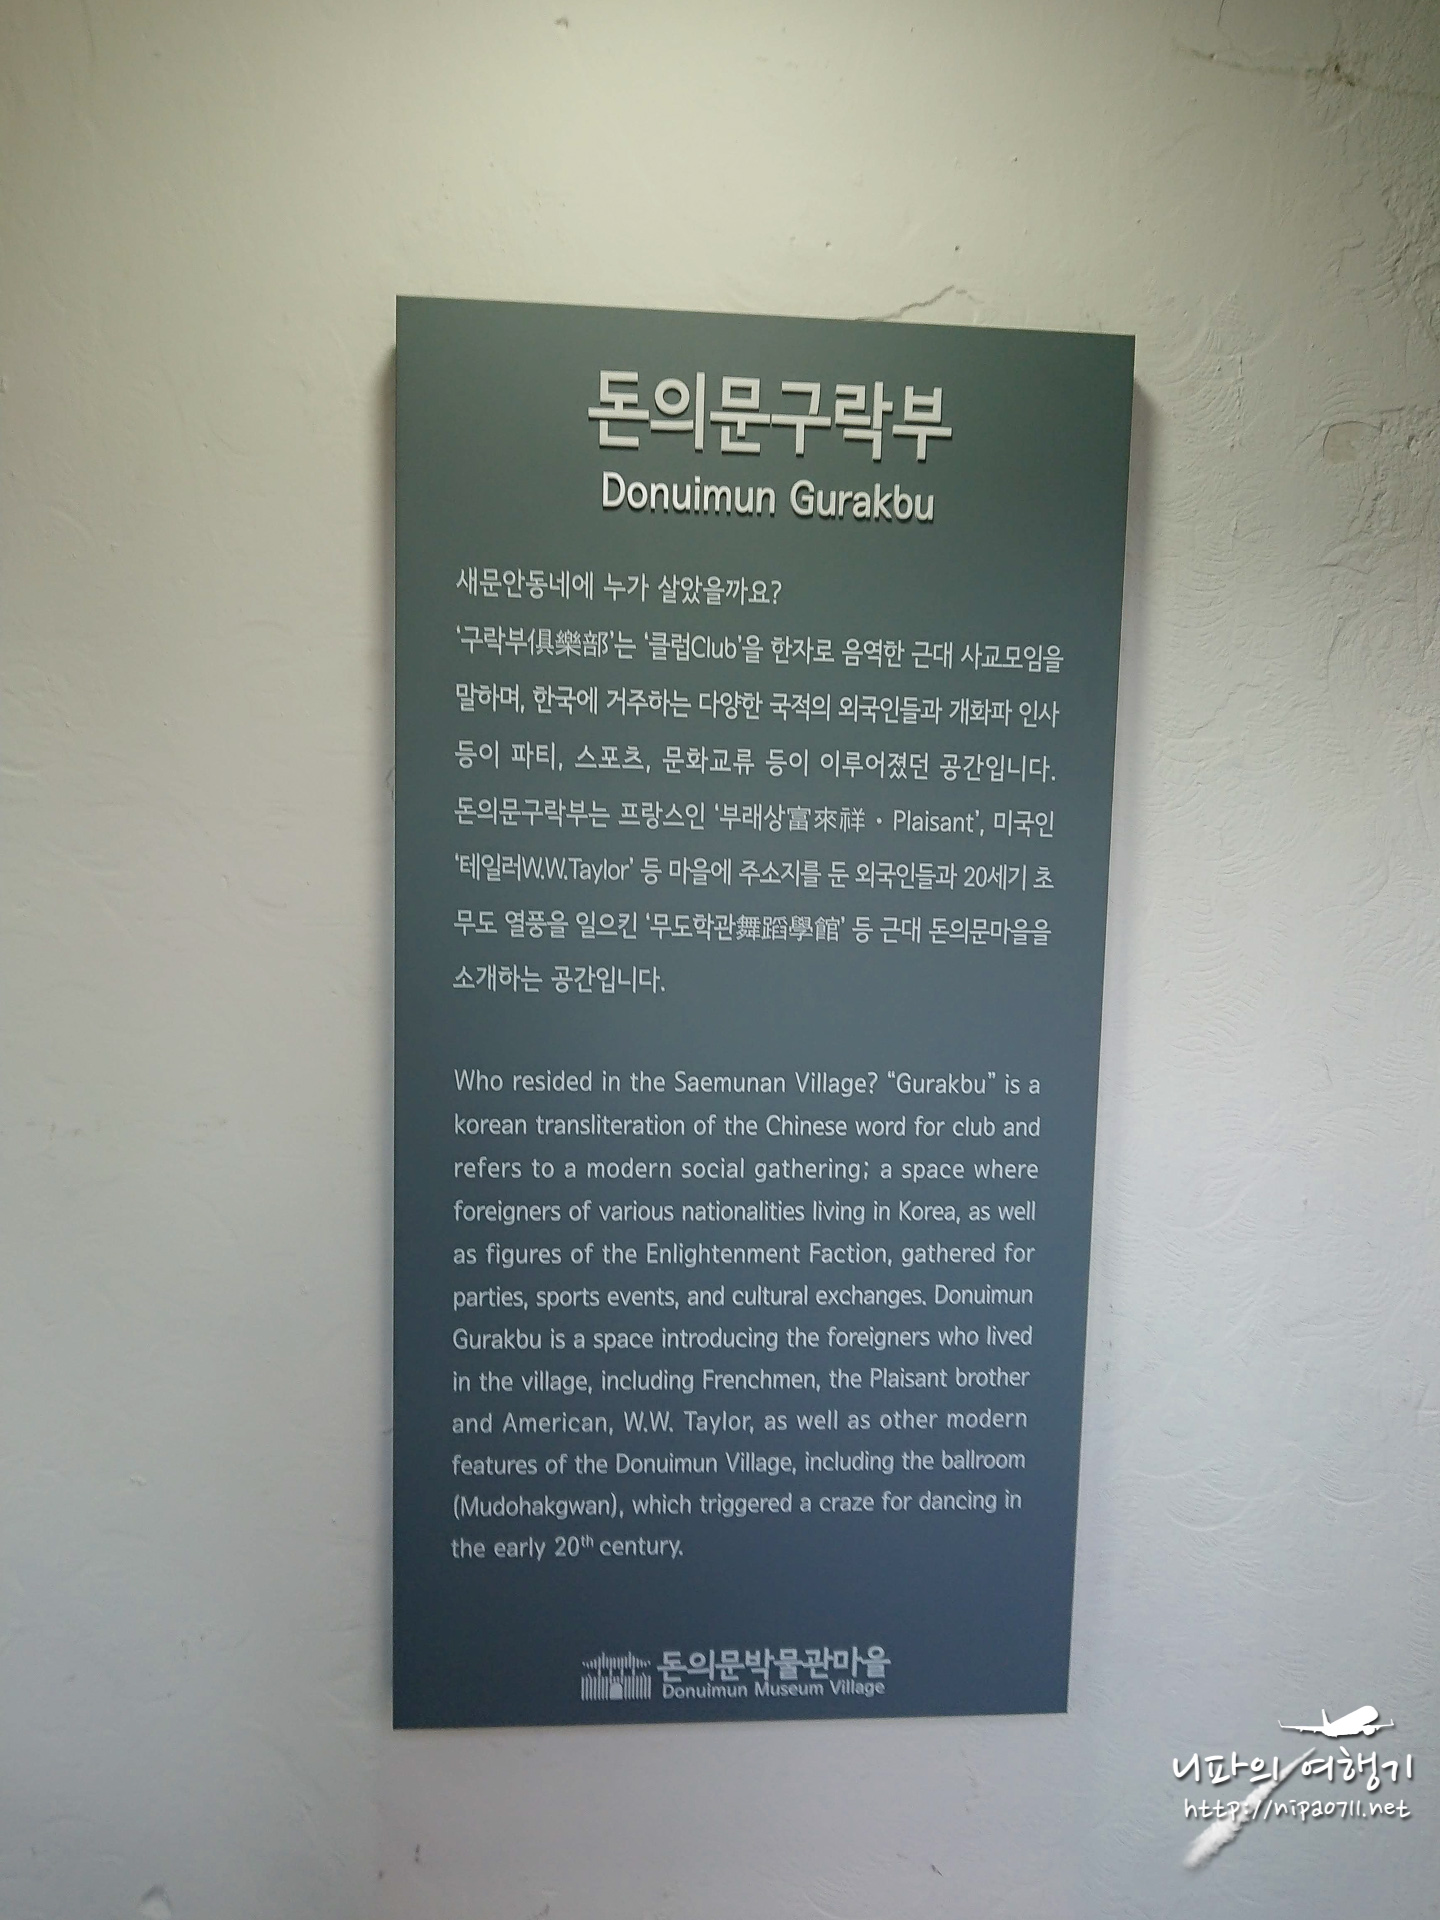 돈의문구락부
Donuimun Gurakbu
새문안동네에 누가 살았을까요?
‘구락부俱樂部’는 ‘클럽Club’을 한자로 음역한 근대 사교모임을
말하며, 한국에 거주하는 다양한 국적의 외국인들과 개화파 인사
등이 파티, 스포츠, 문화교류 등이 이루어졌던 공간입니다.
돈의문구락부는 프랑스인 ‘부래상富來祥 · Plaisant’, 미국인
‘테일러W.W.Taylor’ 등 마을에 주소지를 둔 외국인들과 20세기 초
무도 열풍을 일으킨 ‘무도학관舞蹈學館’ 등 근대 돈의문마을을
소개하는 공간입니다.
Who resided in the Saemunan Village? “Gurakbu” is a
korean transliteration of the Chinese word for club and
refers to a modern social gathering; a space where
foreigners of various nationalities living in Korea, as well
as figures of the Enlightenment Faction, gathered for
parties, sports events, and cultural exchanges. Donuimun
Gurakbu is a space introducing the foreigners who lived
in the village, including Frenchmen, the Plaisant brother
and American, W.W. Taylor, as well as other modern
features of the Donuimun Village, including the ballroom
(Mudohakgwan), which triggered a craze for dancing in
the early 20th century.
돈의문박물관마을
Donuimun Museum Village
니파의 여행기
http://nipa0711.net